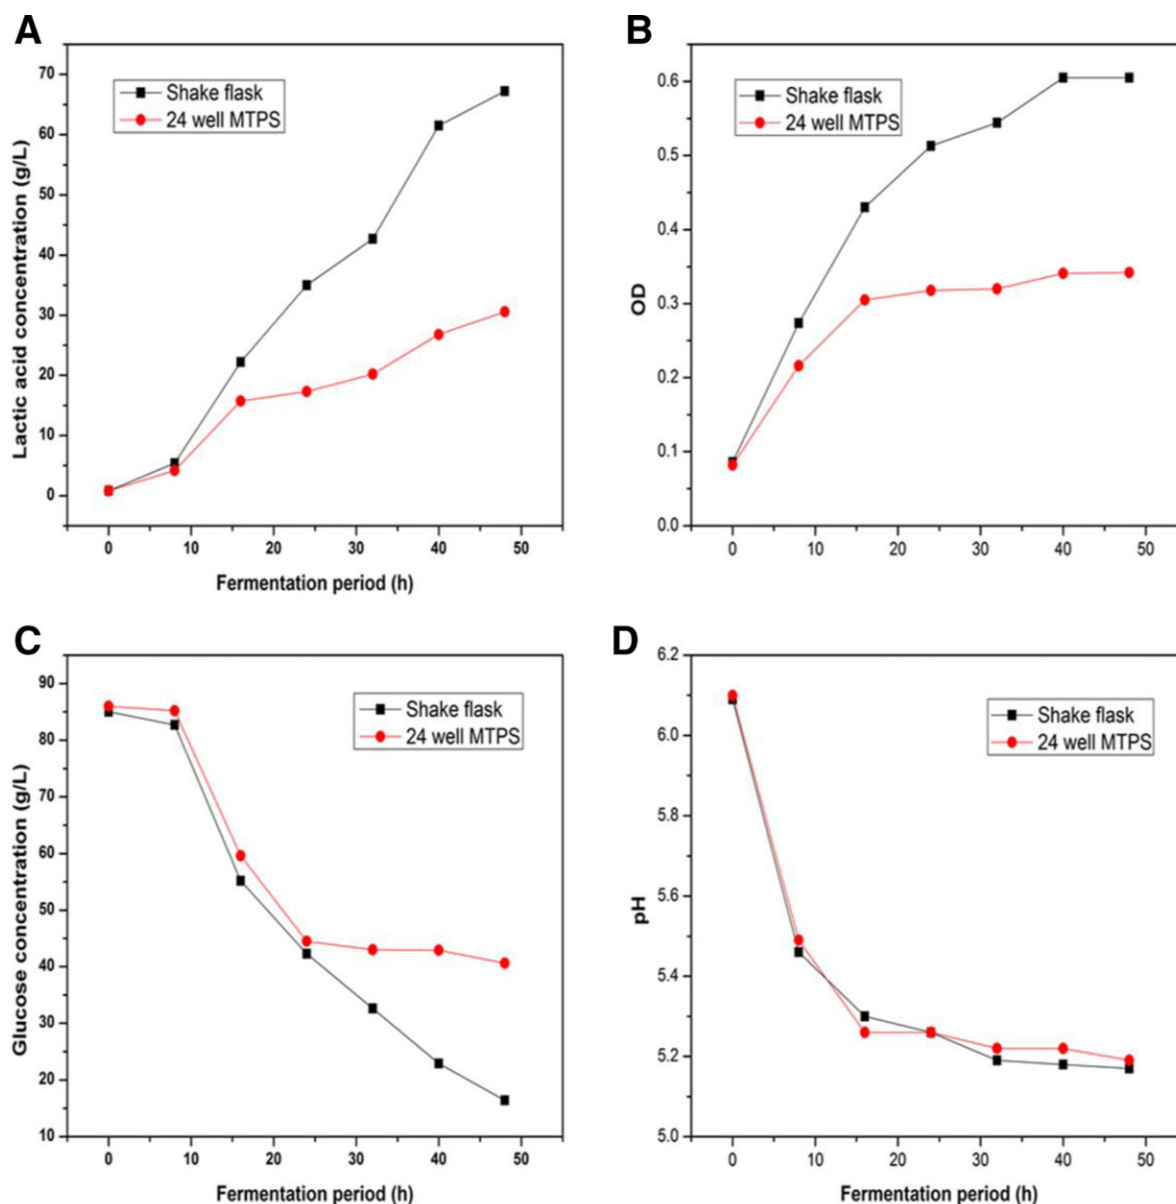 A
Lactic acid concentration (g/L)
70
60
50
40
30
20
10
0
Shake flask
24 well MTPS
0 10 20 30 40 50
Fermentation period (h)
B
OD
0.6
0.5
0.4
0.3
0.2
0.1
0.0
Shake flask
24 well MTPS
0 10 20 30 40 50
C
Glucose concentration (g/L)
90
80
70
60
50
40
30
20
10
Shake flask
24 well MTPS
0 10 20 30 40 50
Fermentation period (h)
D
pH
6.2
6.0
5.8
5.6
5.4
5.2
5.0
Shake flask
24 well MTPS
0 10 20 30 40 50
Fermentation period (h)